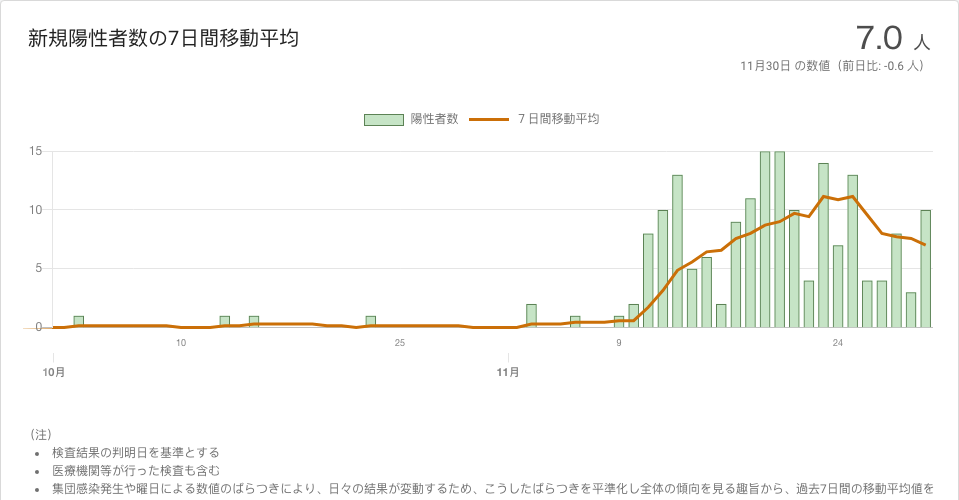 新規陽性者数の7日間移動平均
7.0 人
11月30日 の数値（前日比: -0.6 人）
陽性者数 7 日間移動平均
15
10
5
0
10 25 9 24
10月 11月
（注）
• 検査結果の判明日を基準とする
• 医療機関等が行った検査も含む
• 集団感染発生や曜日による数値のばらつきにより、日々の結果が変動するため、こうしたばらつきを平準化し全体の傾向を見る趣旨から、過去7日間の移動平均値を